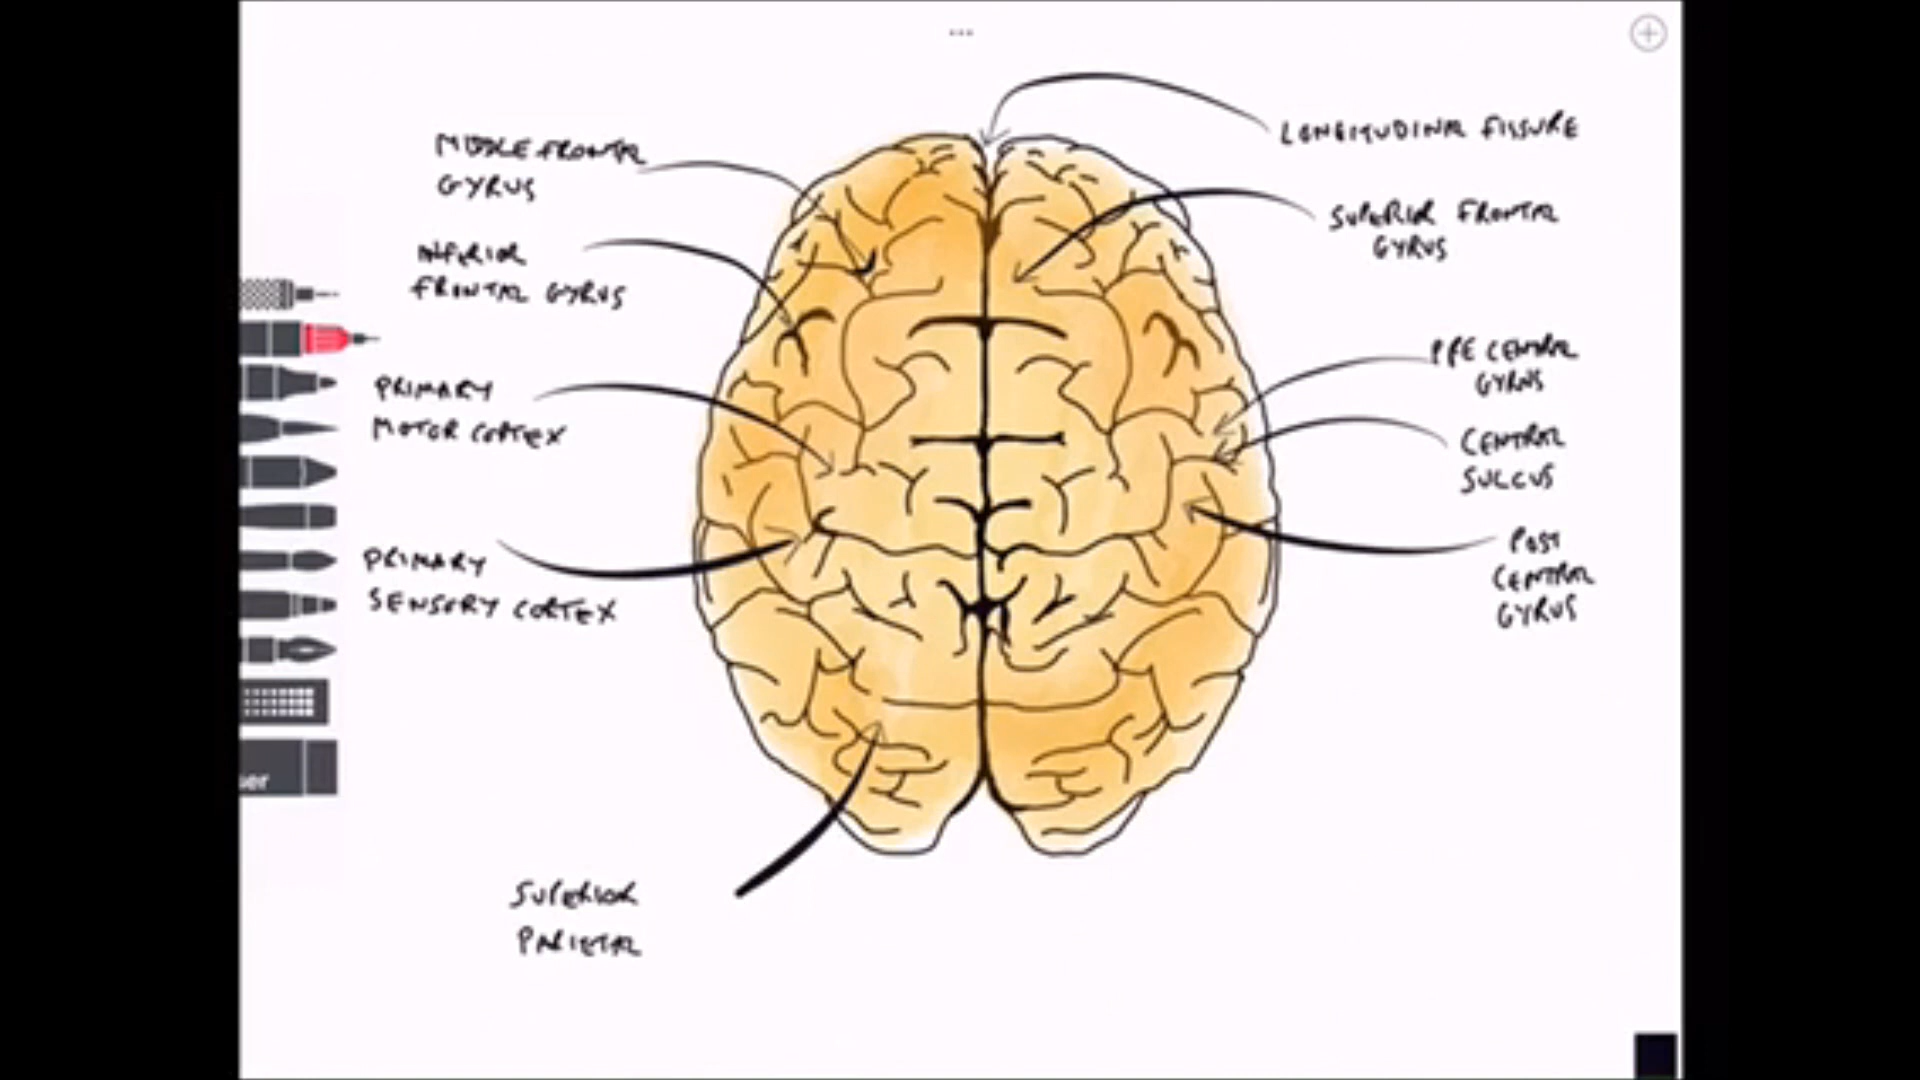 MIDDLE FRONTAL
GYRUS
INFERIOR
FRONTAL GYRUS
PRIMARY
MOTOR CORTEX
PRIMARY
SENSORY CORTEX
SUPERIOR
PARIETAL
LONGITUDINAL FISSURE
SUPERIOR FRONTAL
GYRUS
PRE CENTRAL
GYRUS
CENTRAL
SULCUS
POST
CENTRAL
GYRUS